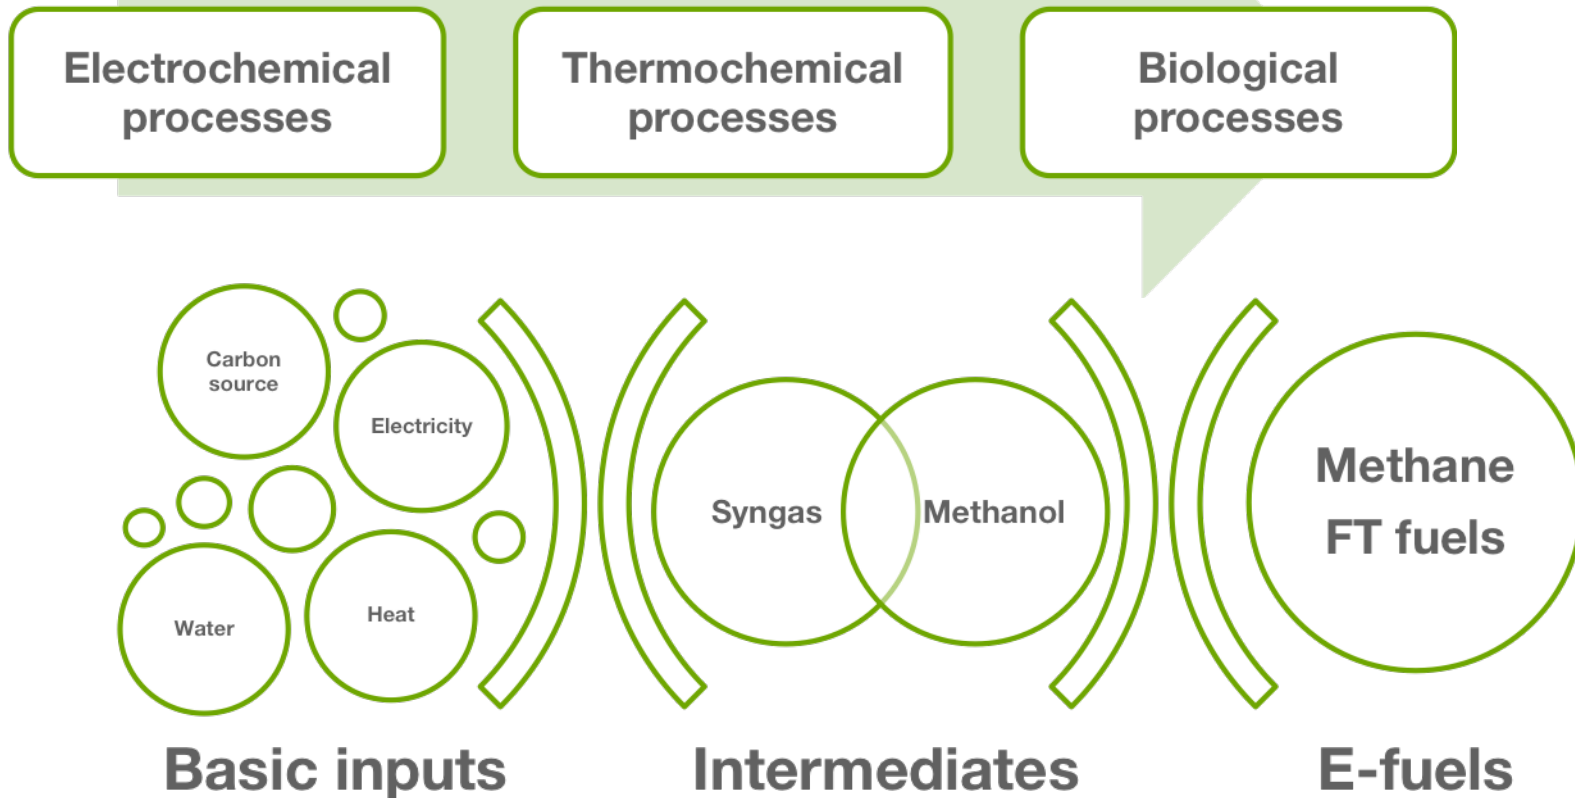 Electrochemical
processes
Thermochemical
processes
Biological
processes
Carbon
source
Electricity
Water
Heat
Syngas
Methanol
Methane
FT fuels
Basic inputs
Intermediates
E-fuels